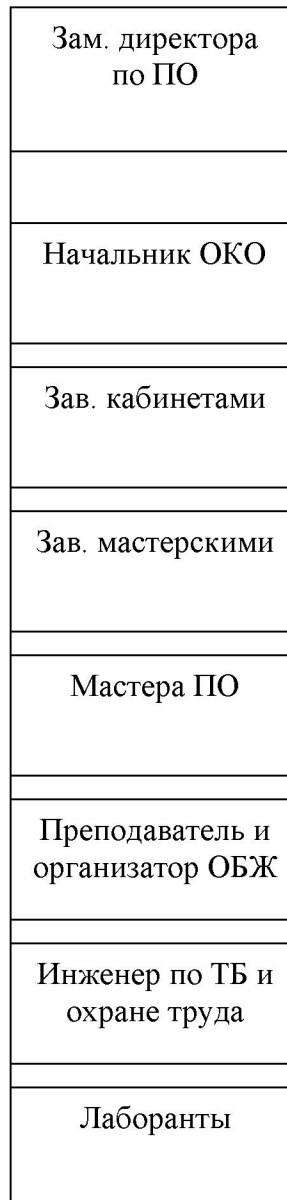 Зам. директора
по ПО
Начальник ОКО
Зав. кабинетами
Зав. мастерскими
Мастера ПО
Преподаватель и
организатор ОБЖ
Инженер по ТБ и
охране труда
Лаборанты